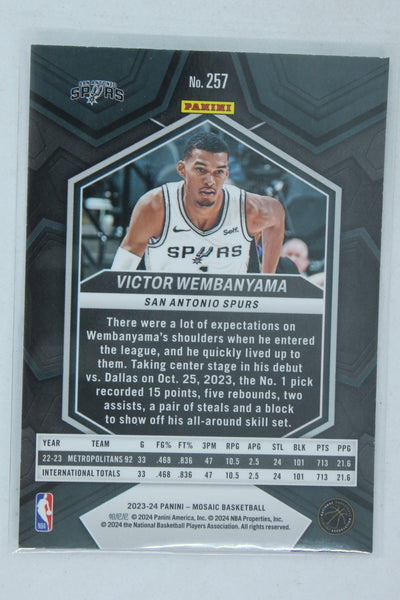 No. 257
SAN ANTONIO
SPURS
PANINI
Self.
SPURS
1
VICTOR WEMBANYAMA
SAN ANTONIO SPURS
There were a lot of expectations on
Wembanyama's shoulders when he entered
the league, and he quickly lived up to
them. Taking center stage in his debut
vs. Dallas on Oct. 25, 2023, the No. 1 pick
recorded 15 points, five rebounds, two
assists, a pair of steals and a block
to show off his all-around skill set.
YEAR TEAM G FG% FT% 3PM RPG APG STL BLK PTS PPG
22-23 METROPOLITANS 92 33 .468 .836 47 10.5 2.5 24 101 713 21.6
INTERNATIONAL TOTALS 33 .468 .836 47 10.5 2.5 24 101 713 21.6
NBA
2023-24 PANINI – MOSAIC BASKETBALL
帕尼尼 © 2024 Panini America, Inc. © 2024 NBA Properties, Inc.
© 2024 the National Basketball Players Association. All rights reserved.